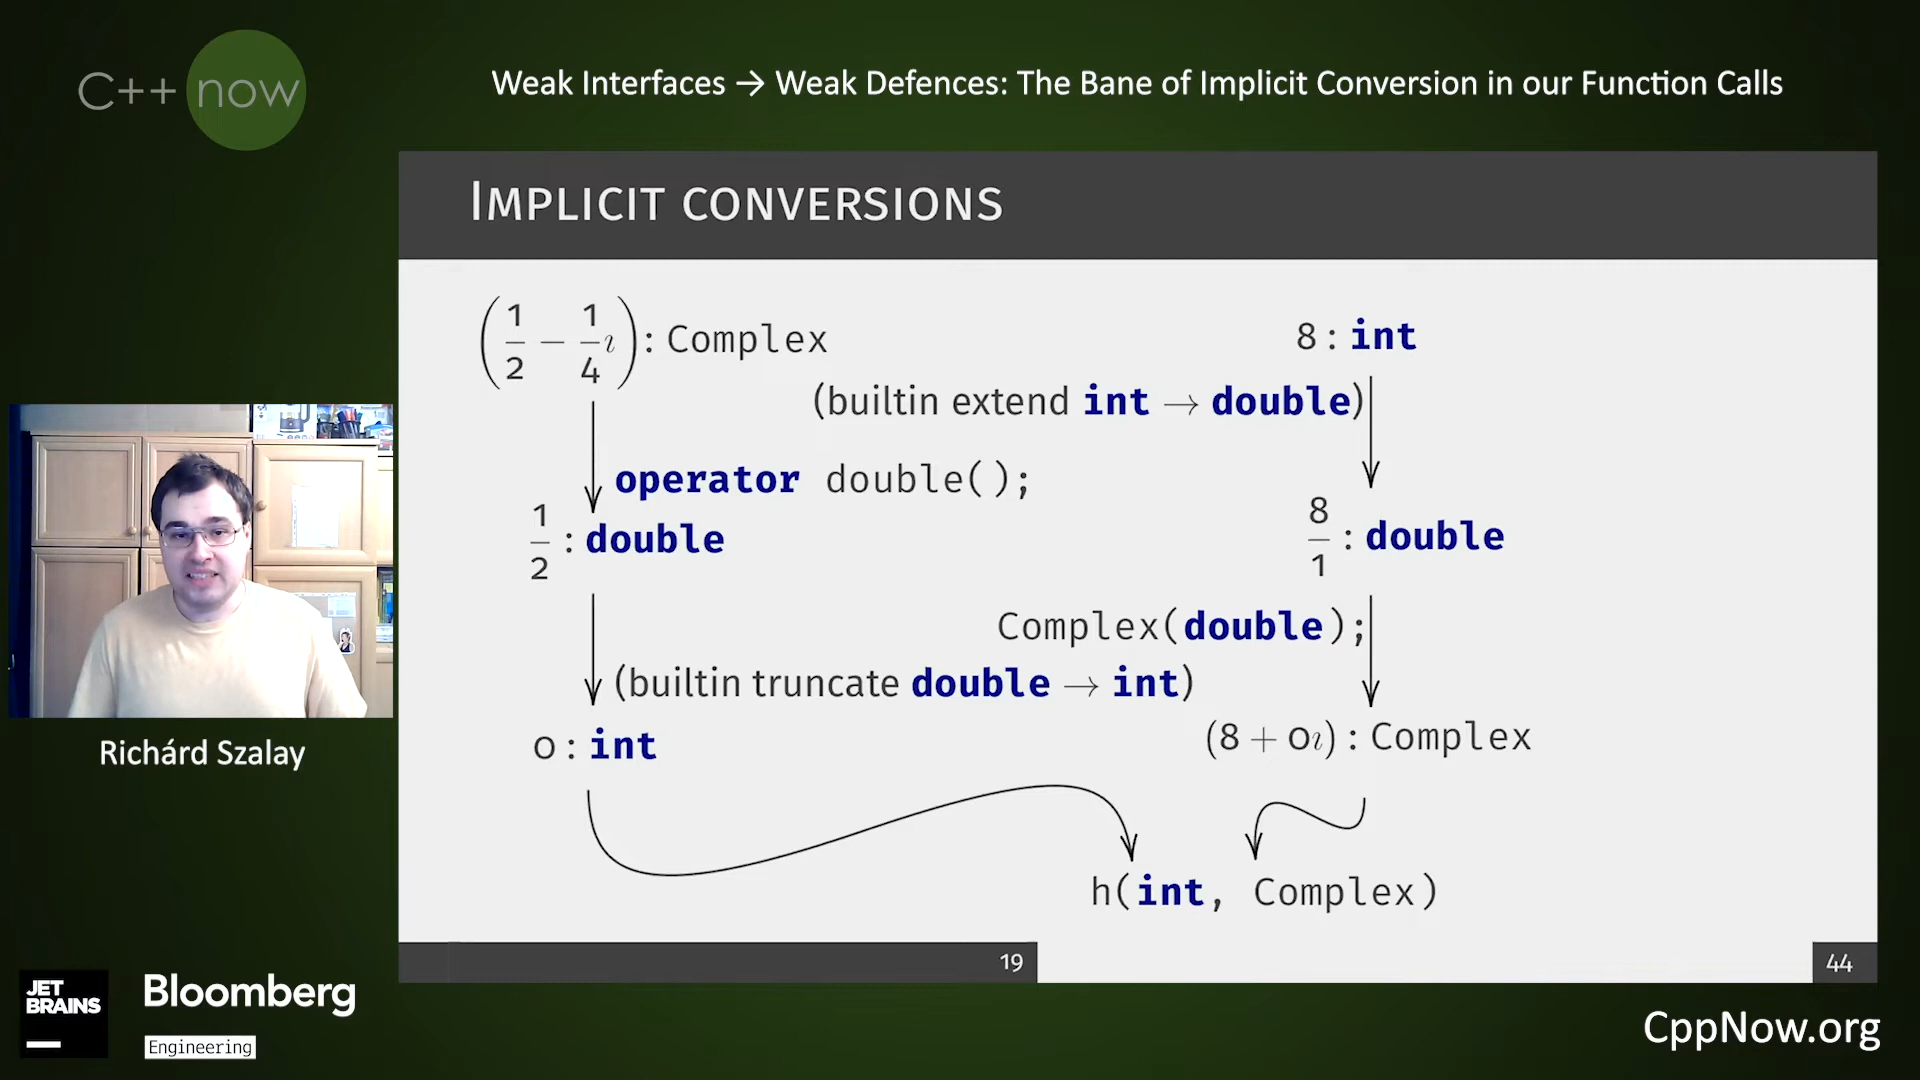 C++ now
Weak Interfaces → Weak Defences: The Bane of Implicit Conversion in our Function Calls
Implicit conversions
(1/2 − 1/4 ı) : Complex
8 : int
(builtin extend int → double)
operator double();
1/2 : double
8/1 : double
Complex(double);
(builtin truncate double → int)
0 : int
(8 + 0ı) : Complex
h(int, Complex)
19
44
Richárd Szalay
JET
BRAINS
Bloomberg
Engineering
CppNow.org